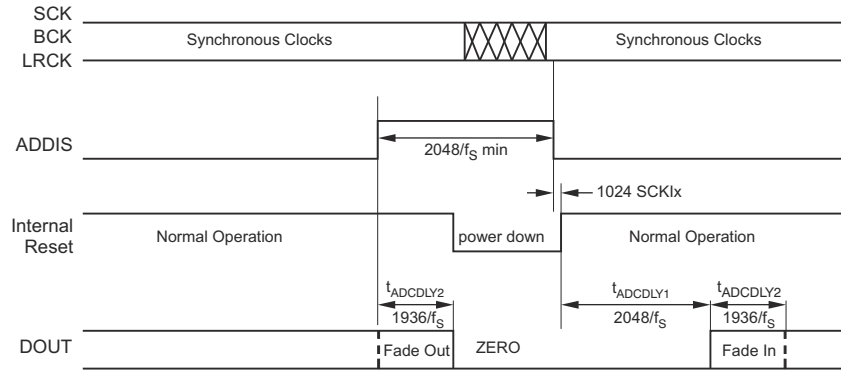 SCK
BCK
LRCK
Synchronous Clocks
Synchronous Clocks
ADDIS
2048/fS min
1024 SCKIx
Internal
Reset
Normal Operation
power down
Normal Operation
tADCDLY2
1936/fS
tADCDLY1
2048/fS
tADCDLY2
1936/fS
DOUT
Fade Out
ZERO
Fade In